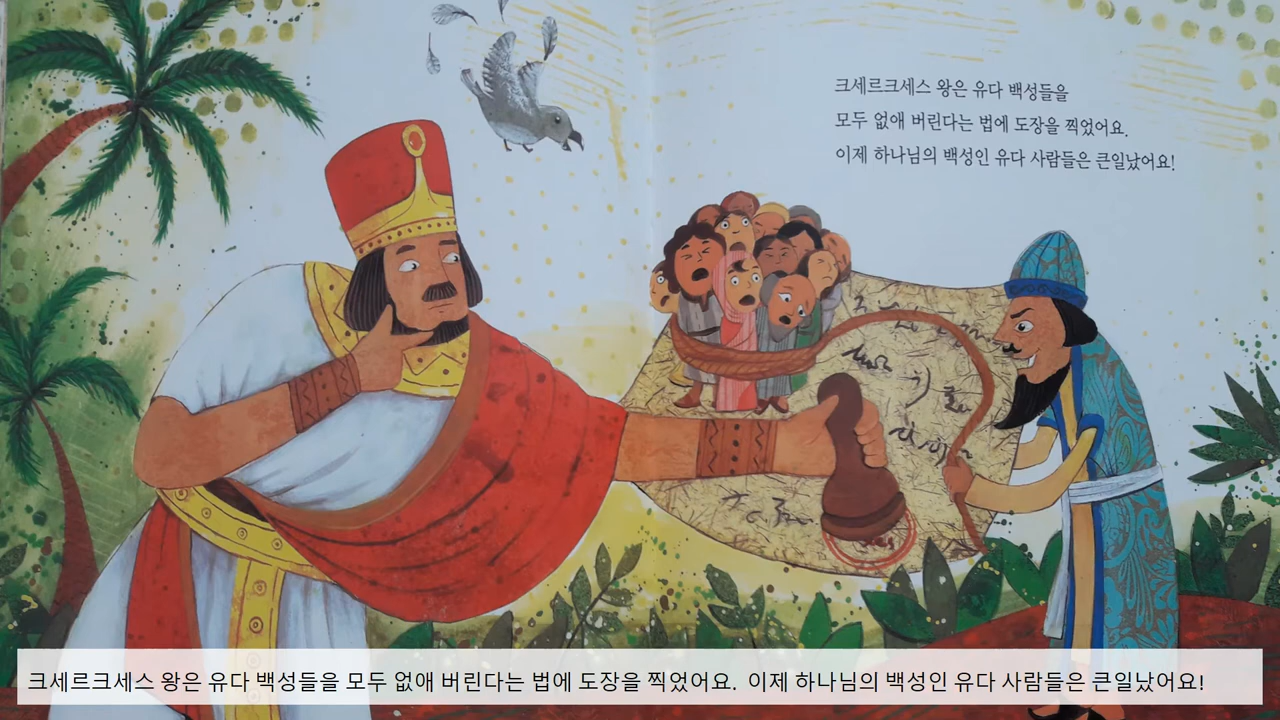 크세르크세스 왕은 유다 백성들을
모두 없애 버린다는 법에 도장을 찍었어요.
이제 하나님의 백성인 유다 사람들은 큰일났어요!
크세르크세스 왕은 유다 백성들을 모두 없애 버린다는 법에 도장을 찍었어요. 이제 하나님의 백성인 유다 사람들은 큰일났어요!